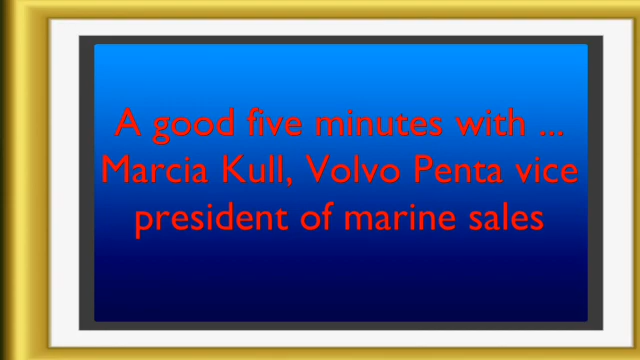 A good five minutes with ...
Marcia Kull, Volvo Penta vice
president of marine sales